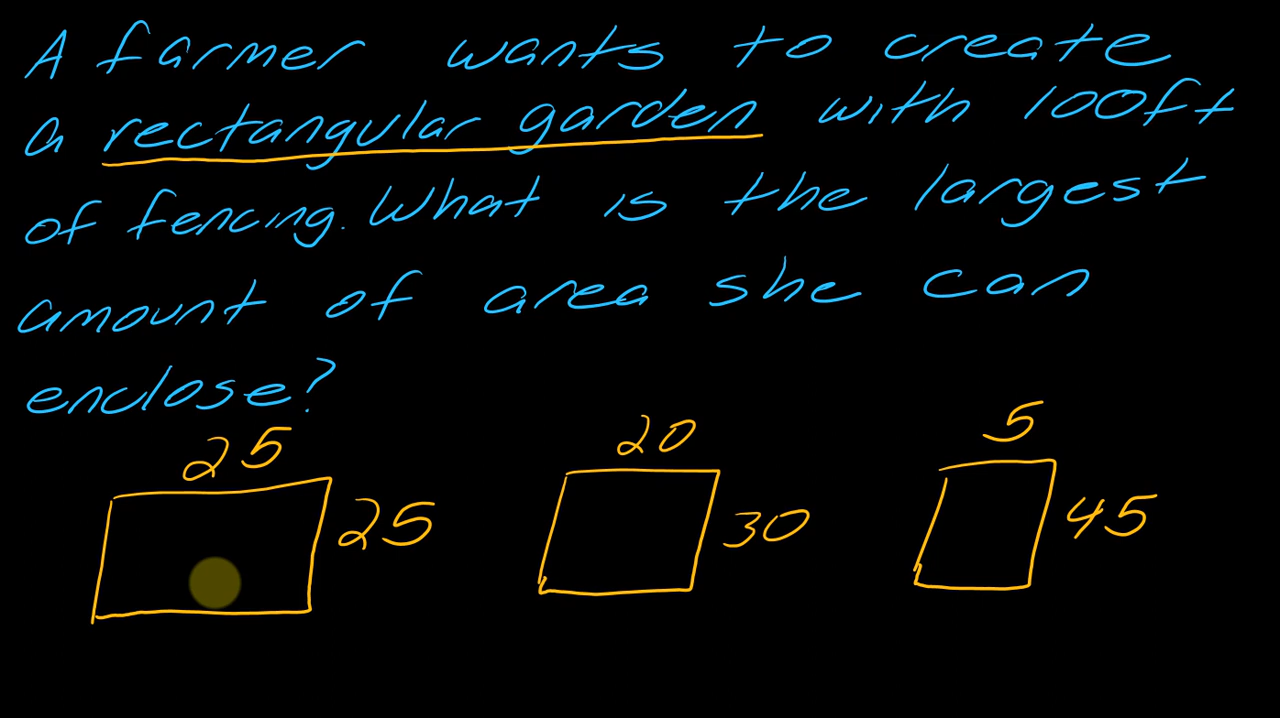 A farmer wants to create
a rectangular garden with 100ft
of fencing. What is the largest
amount of area she can
enclose?
25 20 5
25 30 45